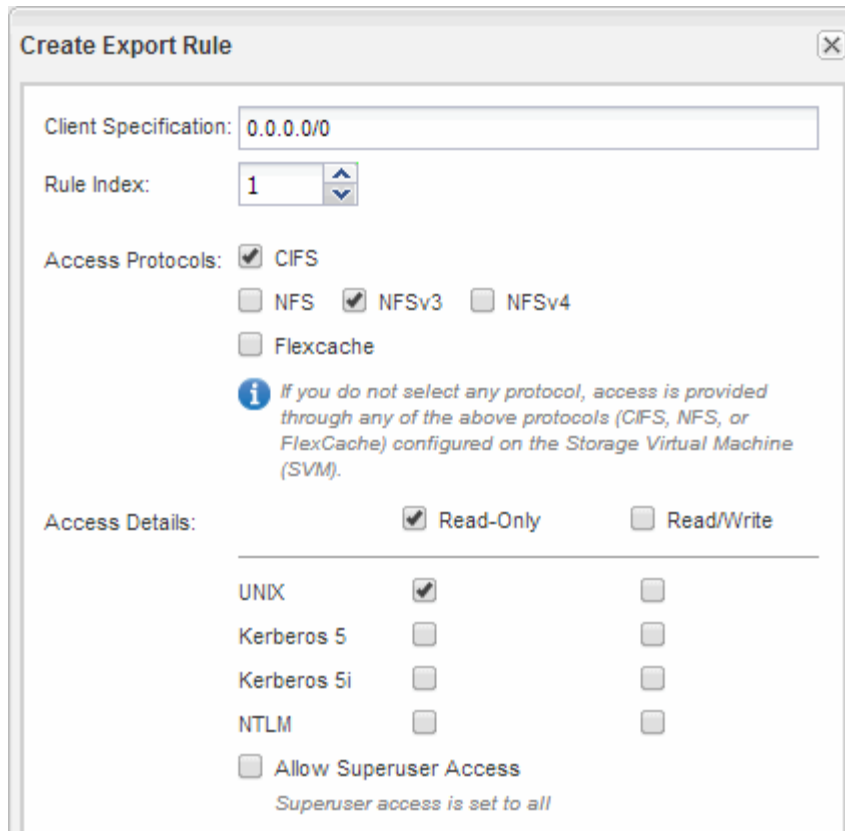 Create Export Rule
Client Specification: 0.0.0.0/0
Rule Index: 1
Access Protocols: CIFS
NFS NFSv3 NFSv4
Flexcache
i If you do not select any protocol, access is provided
through any of the above protocols (CIFS, NFS, or
FlexCache) configured on the Storage Virtual Machine
(SVM).
Access Details: Read-Only Read/Write
UNIX
Kerberos 5
Kerberos 5i
NTLM
Allow Superuser Access
Superuser access is set to all